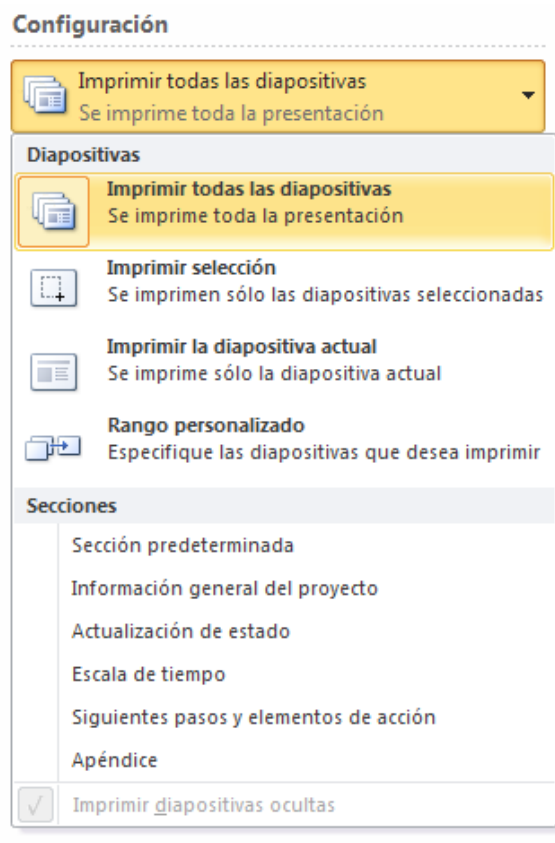 Configuración
Imprimir todas las diapositivas
Se imprime toda la presentación
Diapositivas
Imprimir todas las diapositivas
Se imprime toda la presentación
Imprimir selección
Se imprimen sólo las diapositivas seleccionadas
Imprimir la diapositiva actual
Se imprime sólo la diapositiva actual
Rango personalizado
Especifique las diapositivas que desea imprimir
Secciones
Sección predeterminada
Información general del proyecto
Actualización de estado
Escala de tiempo
Siguientes pasos y elementos de acción
Apéndice
Imprimir diapositivas ocultas